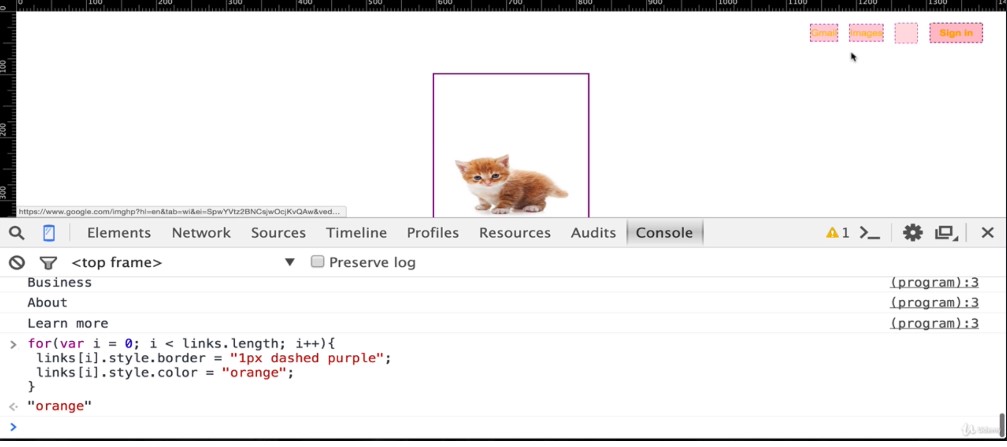 0 100 200 300 400 500 600 700 800 900 1000 1100 1200 1300
Gmail Images Sign in
100
200
300
https://www.google.com/imghp?hl=en&tab=wi&ei=SpwYVtz2BNCsjwOcjKvQAw&ved...
Elements Network Sources Timeline Profiles Resources Audits Console 1
<top frame> Preserve log
Business (program):3
About (program):3
Learn more (program):3
> for(var i = 0; i < links.length; i++){
links[i].style.border = "1px dashed purple";
links[i].style.color = "orange";
}
"orange"
>
Udemy